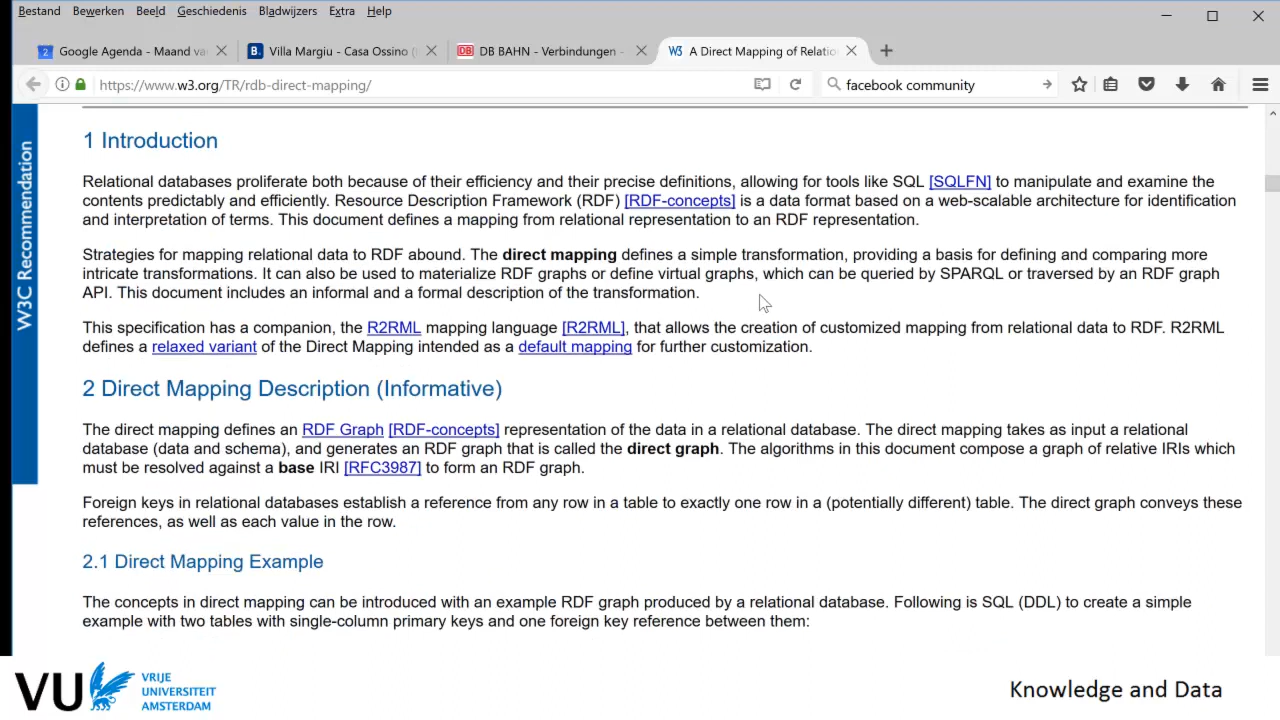 Bestand Bewerken Beeld Geschiedenis Bladwijzers Extra Help
2 Google Agenda - Maand va B. Villa Margiu - Casa Ossino ( DB DB BAHN - Verbindungen - W3 A Direct Mapping of Relatio
https://www.w3.org/TR/rdb-direct-mapping/ facebook community
W3C Recommendation
1 Introduction
Relational databases proliferate both because of their efficiency and their precise definitions, allowing for tools like SQL [SQLFN] to manipulate and examine the
contents predictably and efficiently. Resource Description Framework (RDF) [RDF-concepts] is a data format based on a web-scalable architecture for identification
and interpretation of terms. This document defines a mapping from relational representation to an RDF representation.
Strategies for mapping relational data to RDF abound. The direct mapping defines a simple transformation, providing a basis for defining and comparing more
intricate transformations. It can also be used to materialize RDF graphs or define virtual graphs, which can be queried by SPARQL or traversed by an RDF graph
API. This document includes an informal and a formal description of the transformation.
This specification has a companion, the R2RML mapping language [R2RML], that allows the creation of customized mapping from relational data to RDF. R2RML
defines a relaxed variant of the Direct Mapping intended as a default mapping for further customization.
2 Direct Mapping Description (Informative)
The direct mapping defines an RDF Graph [RDF-concepts] representation of the data in a relational database. The direct mapping takes as input a relational
database (data and schema), and generates an RDF graph that is called the direct graph. The algorithms in this document compose a graph of relative IRIs which
must be resolved against a base IRI [RFC3987] to form an RDF graph.
Foreign keys in relational databases establish a reference from any row in a table to exactly one row in a (potentially different) table. The direct graph conveys these
references, as well as each value in the row.
2.1 Direct Mapping Example
The concepts in direct mapping can be introduced with an example RDF graph produced by a relational database. Following is SQL (DDL) to create a simple
example with two tables with single-column primary keys and one foreign key reference between them:
VU VRIJE
UNIVERSITEIT
AMSTERDAM
Knowledge and Data